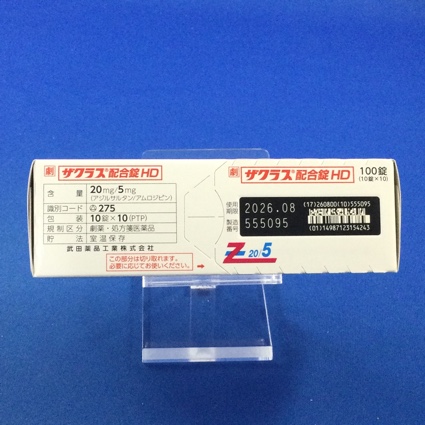 劇 ザクラス®配合錠HD
含量 20mg/5mg
(アジルサルタン/アムロジピン)
識別コード 275
包装 10錠×10(PTP)
規制区分 劇薬・処方箋医薬品
貯法 室温保存
武田薬品工業株式会社
この部分は切り取れます。
必要に応じてお使いください。
劇 ザクラス®配合錠HD 100錠
(10錠×10)
使用期限 2026.08
製造番号 555095
(17)260800(10)555095
(01)14987123154243
Z 20/5